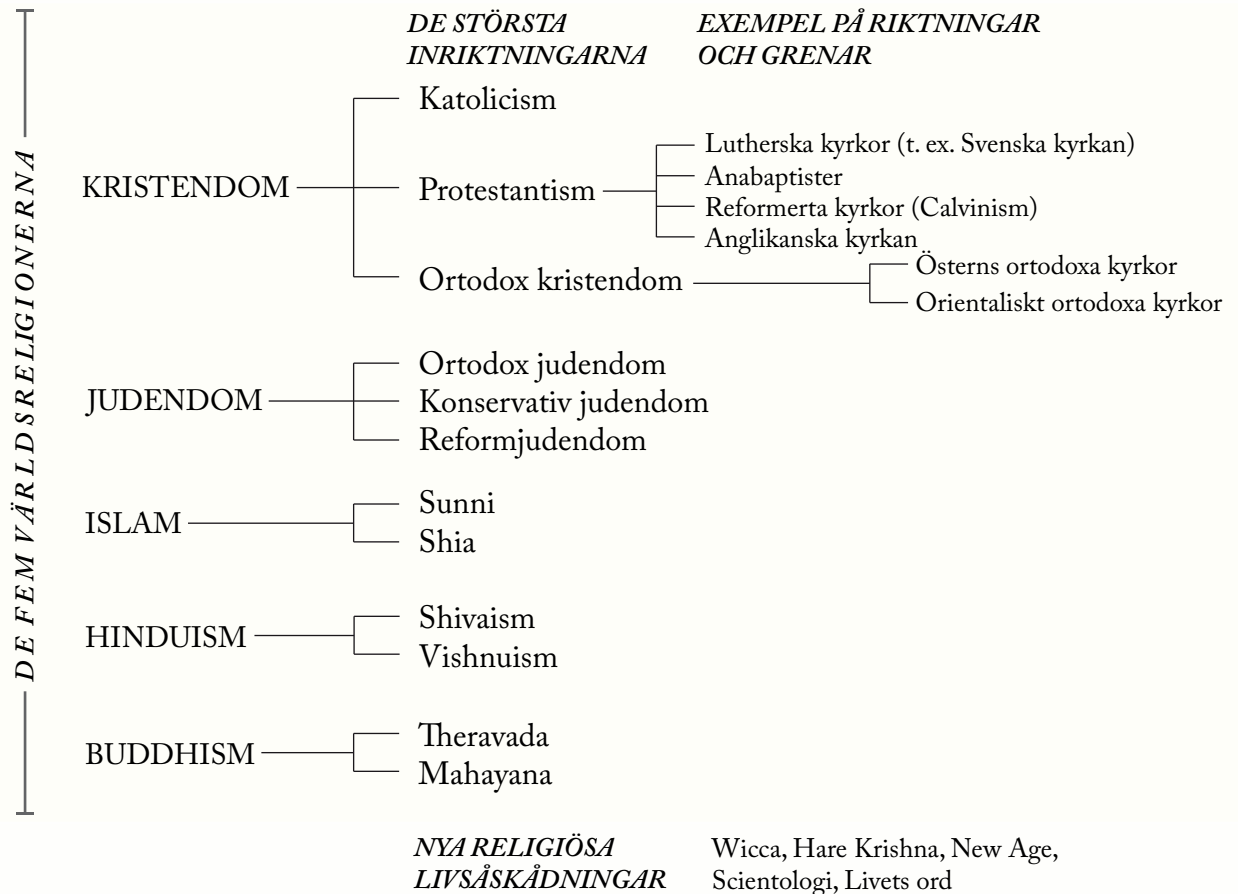 DE STÖRSTA
INRIKTNINGARNA
EXEMPEL PÅ RIKTNINGAR
OCH GRENAR
DE FEM VÄRLDSRELIGIONERNA
KRISTENDOM
Katolicism
Protestantism
Lutherska kyrkor (t. ex. Svenska kyrkan)
Anabaptister
Reformerta kyrkor (Calvinism)
Anglikanska kyrkan
Ortodox kristendom
Österns ortodoxa kyrkor
Orientaliskt ortodoxa kyrkor
JUDENDOM
Ortodox judendom
Konservativ judendom
Reformjudendom
ISLAM
Sunni
Shia
HINDUISM
Shivaism
Vishnuism
BUDDHISM
Theravada
Mahayana
NYA RELIGIÖSA
LIVSÅSKÅDNINGAR
Wicca, Hare Krishna, New Age,
Scientologi, Livets ord